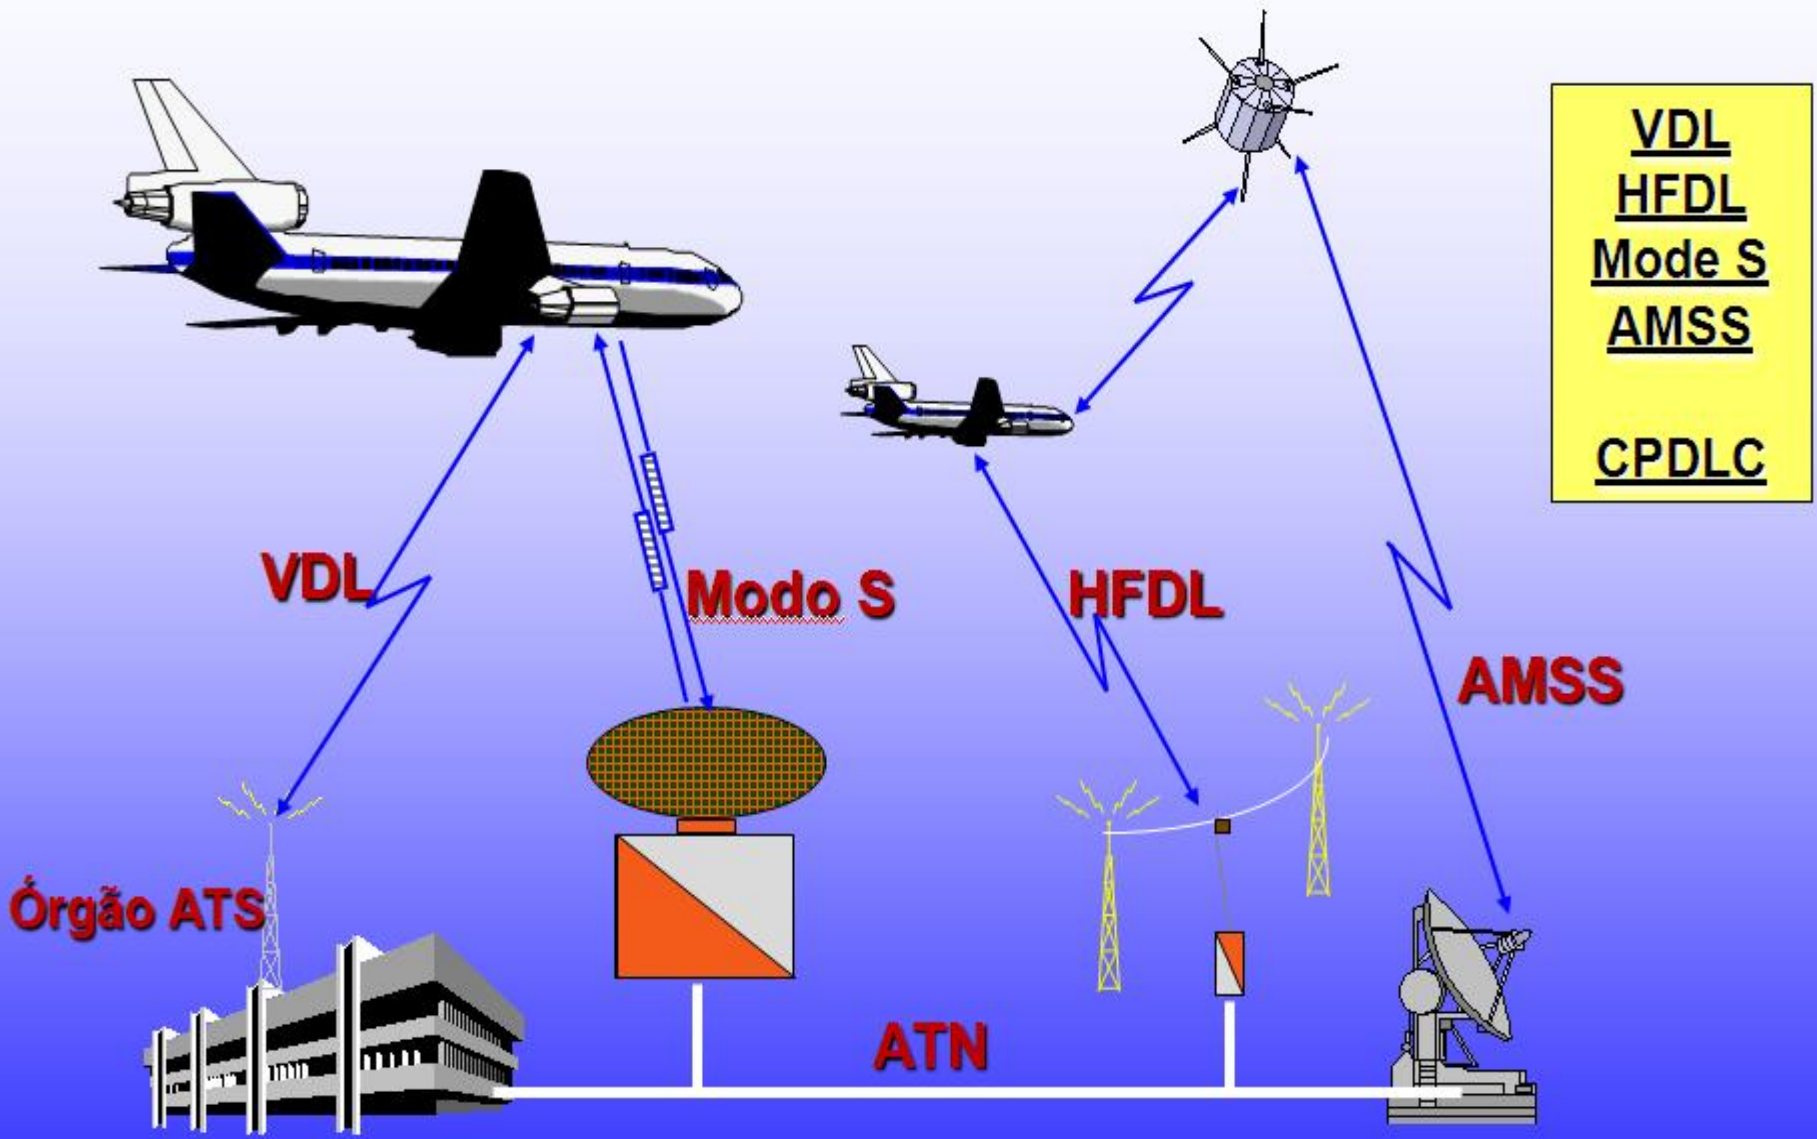 VDL
HFDL
Mode S
AMSS
CPDLC
VDL
Modo S
HFDL
AMSS
Órgão ATS
ATN